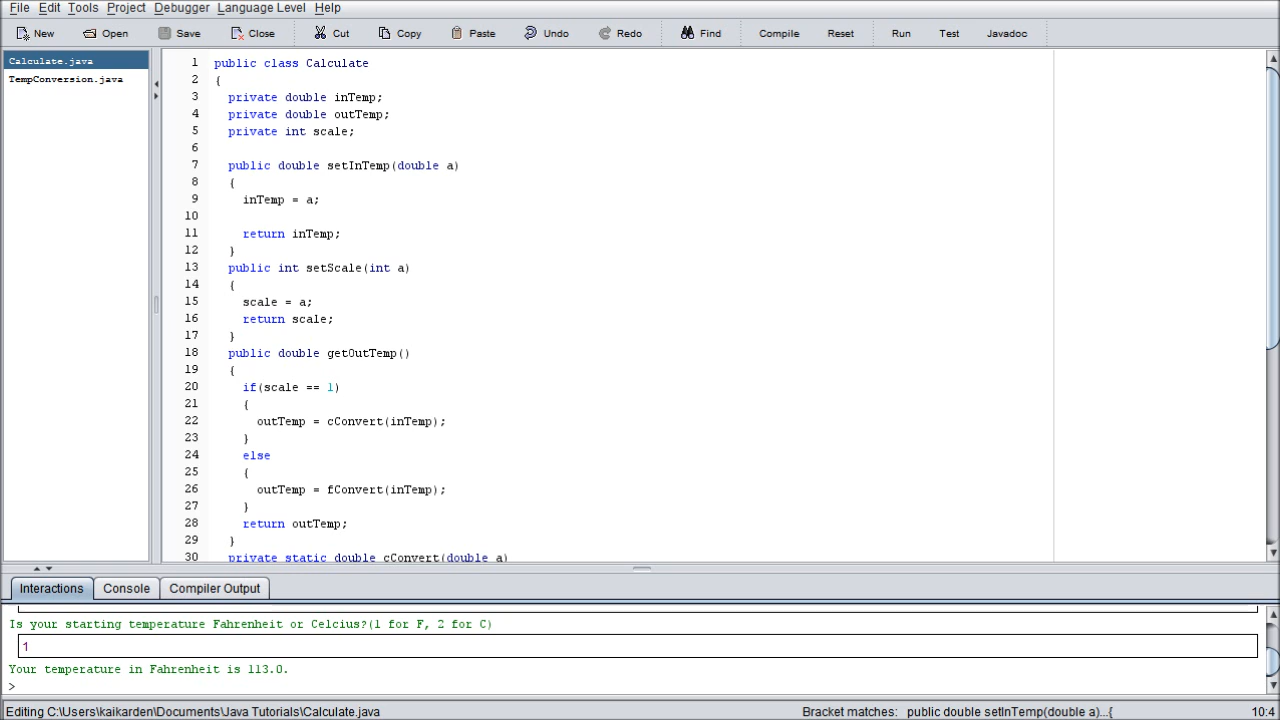 File Edit Tools Project Debugger Language Level Help
New Open Save Close Cut Copy Paste Undo Redo Find Compile Reset Run Test Javadoc
Calculate.java
TempConversion.java
1 public class Calculate
2 {
3 private double inTemp;
4 private double outTemp;
5 private int scale;
6
7 public double setInTemp(double a)
8 {
9 inTemp = a;
10
11 return inTemp;
12 }
13 public int setScale(int a)
14 {
15 scale = a;
16 return scale;
17 }
18 public double getOutTemp()
19 {
20 if(scale == 1)
21 {
22 outTemp = cConvert(inTemp);
23 }
24 else
25 {
26 outTemp = fConvert(inTemp);
27 }
28 return outTemp;
29 }
30 private static double cConvert(double a)
Interactions Console Compiler Output
Is your starting temperature Fahrenheit or Celcius?(1 for F, 2 for C)
1
Your temperature in Fahrenheit is 113.0.
>
Editing C:\Users\kaikarden\Documents\Java Tutorials\Calculate.java Bracket matches: public double setInTemp(double a)...{ 10:4